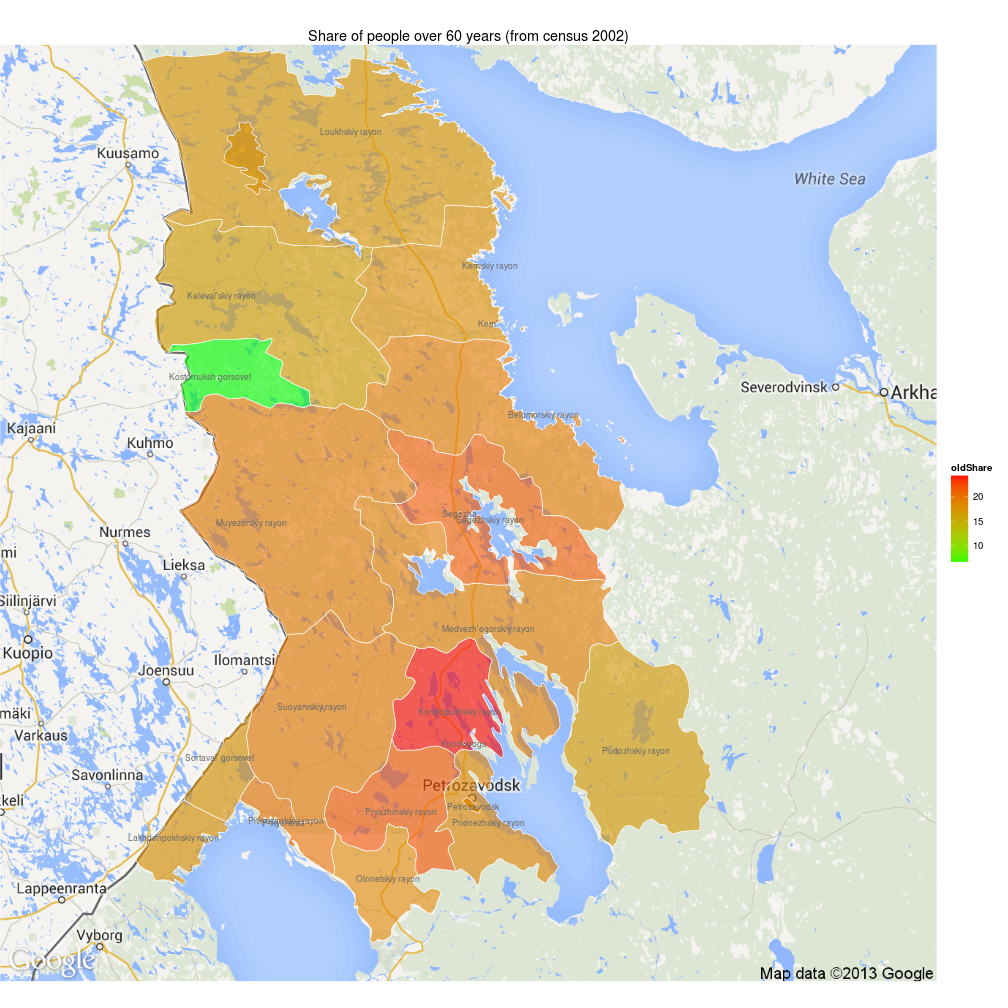 Share of people over 60 years (from census 2002)
Loukhskiy rayon
Kuusamo
White Sea
Kemskiy rayon
Kaleval'skiy rayon
Kem
Kostomuksh gorsovet
Severodvinsk
Arkha
Belomorskiy rayon
Kajaani
Kuhmo
oldShare
20
15
10
Segezha
Segezhskiy rayon
Muyezerskiy rayon
Nurmes
mi
Lieksa
Siilinjärvi
Medvezh'egorskiy rayon
Kuopio
Ilomantsi
Joensuu
Suoyarvskiy rayon
Kondopozhskiy rayon
mäki
Varkaus
Kondopoga
Pudozhskiy rayon
Sortaval' gorsovet
Savonlinna
Petrozavodsk
keli
Petrozavodsk
Pryazhinskiy rayon
Prionezhskiy rayon
Lakhdenpokhskiy rayon
Olonetskiy rayon
Lappeenranta
Vyborg
Google
Map data ©2013 Google